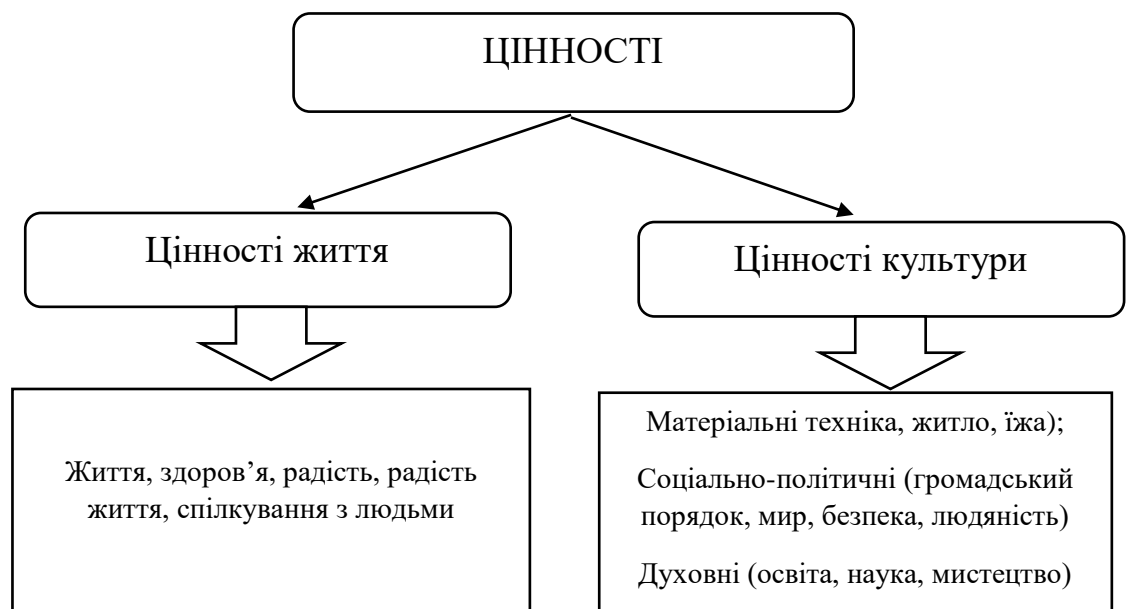 ЦІННОСТІ
Цінності життя
Цінності культури
Життя, здоров’я, радість, радість
життя, спілкування з людьми
Матеріальні техніка, житло, їжа);
Соціально-політичні (громадський
порядок, мир, безпека, людяність)
Духовні (освіта, наука, мистецтво)